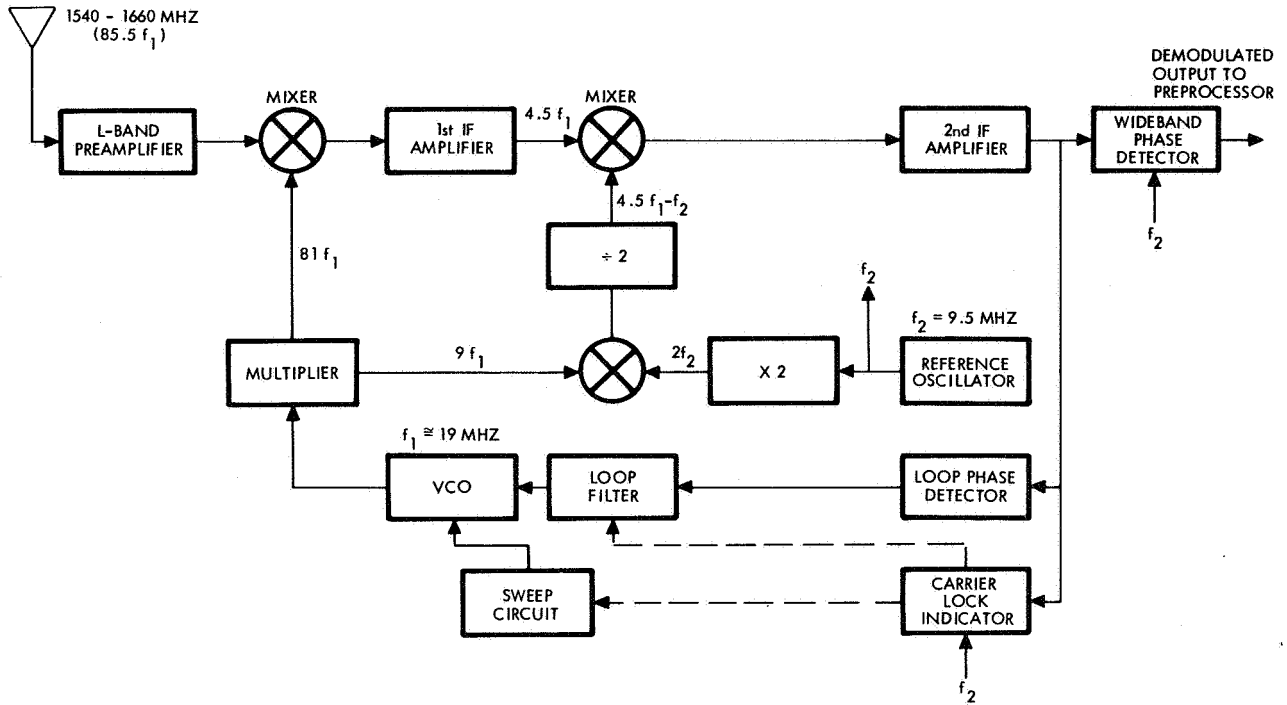 1540 - 1660 MHZ
(85.5 f₁)
L-BAND
PREAMPLIFIER
MIXER
1st IF
AMPLIFIER
4.5 f₁
MIXER
2nd IF
AMPLIFIER
DEMODULATED
OUTPUT TO
PREPROCESSOR
WIDEBAND
PHASE
DETECTOR
f₂
81 f₁
4.5 f₁-f₂
÷ 2
f₂
f₂ = 9.5 MHZ
MULTIPLIER
9 f₁
2f₂
X 2
REFERENCE
OSCILLATOR
f₁ ≅ 19 MHZ
VCO
LOOP
FILTER
LOOP PHASE
DETECTOR
SWEEP
CIRCUIT
CARRIER
LOCK
INDICATOR
f₂